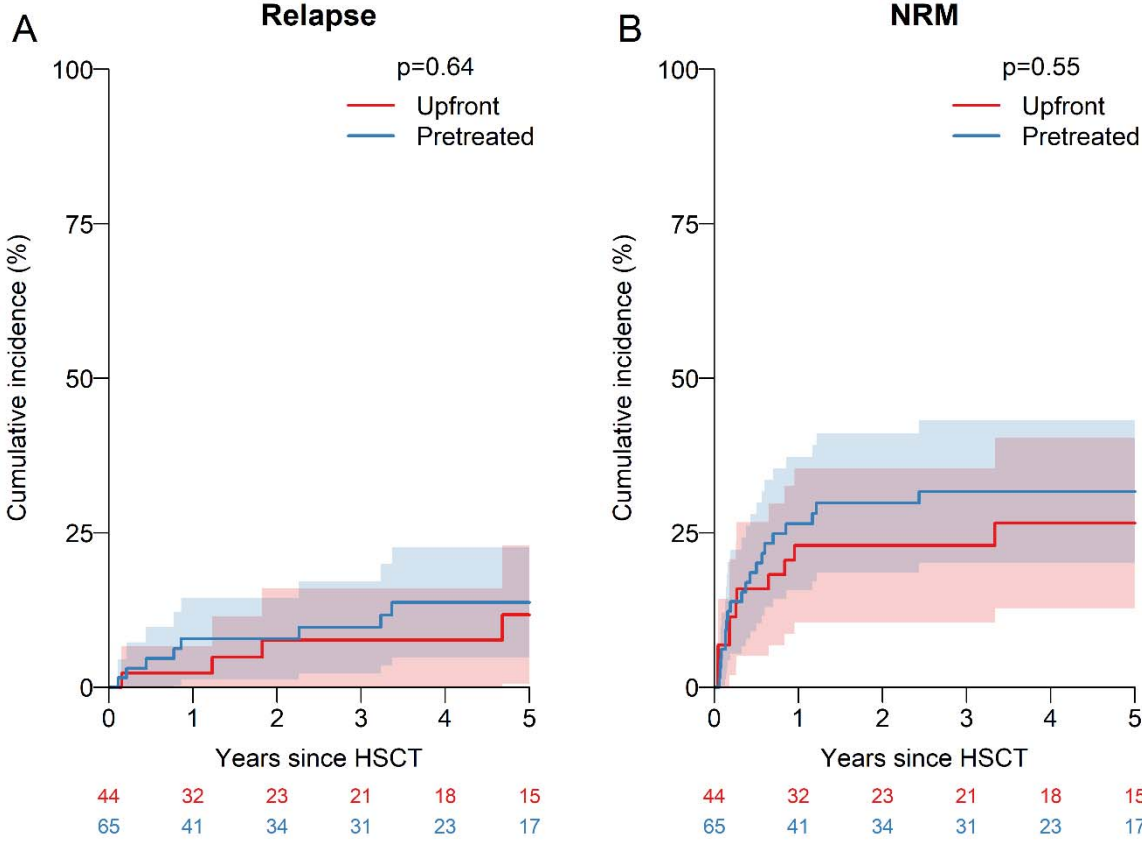 A
Relapse
p=0.64
Upfront
Pretreated
Cumulative incidence (%)
100
75
50
25
0
0 1 2 3 4 5
Years since HSCT
44 32 23 21 18 15
65 41 34 31 23 17
B
NRM
p=0.55
Upfront
Pretreated
Cumulative incidence (%)
100
75
50
25
0
0 1 2 3 4 5
Years since HSCT
44 32 23 21 18 15
65 41 34 31 23 17